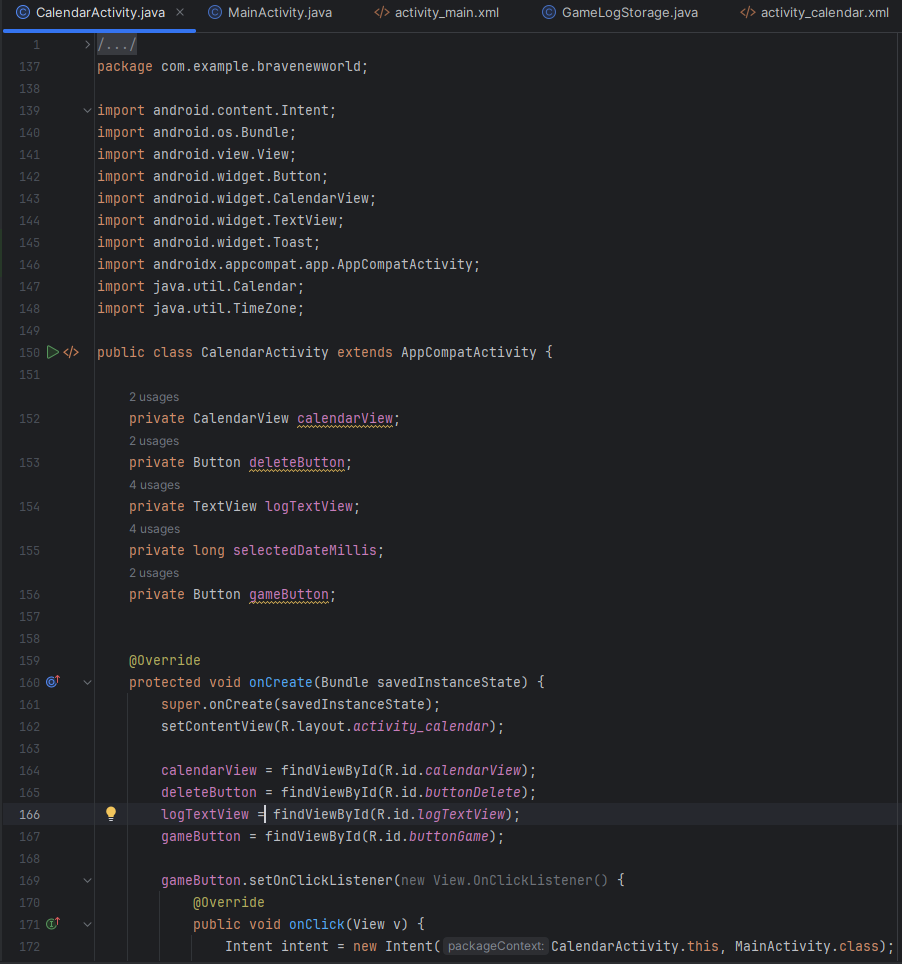 CalendarActivity.java × MainActivity.java </> activity_main.xml GameLogStorage.java </> activity_calendar.xml
1 /.../
137 package com.example.bravenewworld;
138
139 import android.content.Intent;
140 import android.os.Bundle;
141 import android.view.View;
142 import android.widget.Button;
143 import android.widget.CalendarView;
144 import android.widget.TextView;
145 import android.widget.Toast;
146 import androidx.appcompat.app.AppCompatActivity;
147 import java.util.Calendar;
148 import java.util.TimeZone;
149
150 </> public class CalendarActivity extends AppCompatActivity {
151
2 usages
152 private CalendarView calendarView;
2 usages
153 private Button deleteButton;
4 usages
154 private TextView logTextView;
4 usages
155 private long selectedDateMillis;
2 usages
156 private Button gameButton;
157
158
159 @Override
160 protected void onCreate(Bundle savedInstanceState) {
161 super.onCreate(savedInstanceState);
162 setContentView(R.layout.activity_calendar);
163
164 calendarView = findViewById(R.id.calendarView);
165 deleteButton = findViewById(R.id.buttonDelete);
166 logTextView = findViewById(R.id.logTextView);
167 gameButton = findViewById(R.id.buttonGame);
168
169 gameButton.setOnClickListener(new View.OnClickListener() {
170 @Override
171 public void onClick(View v) {
172 Intent intent = new Intent( packageContext: CalendarActivity.this, MainActivity.class);